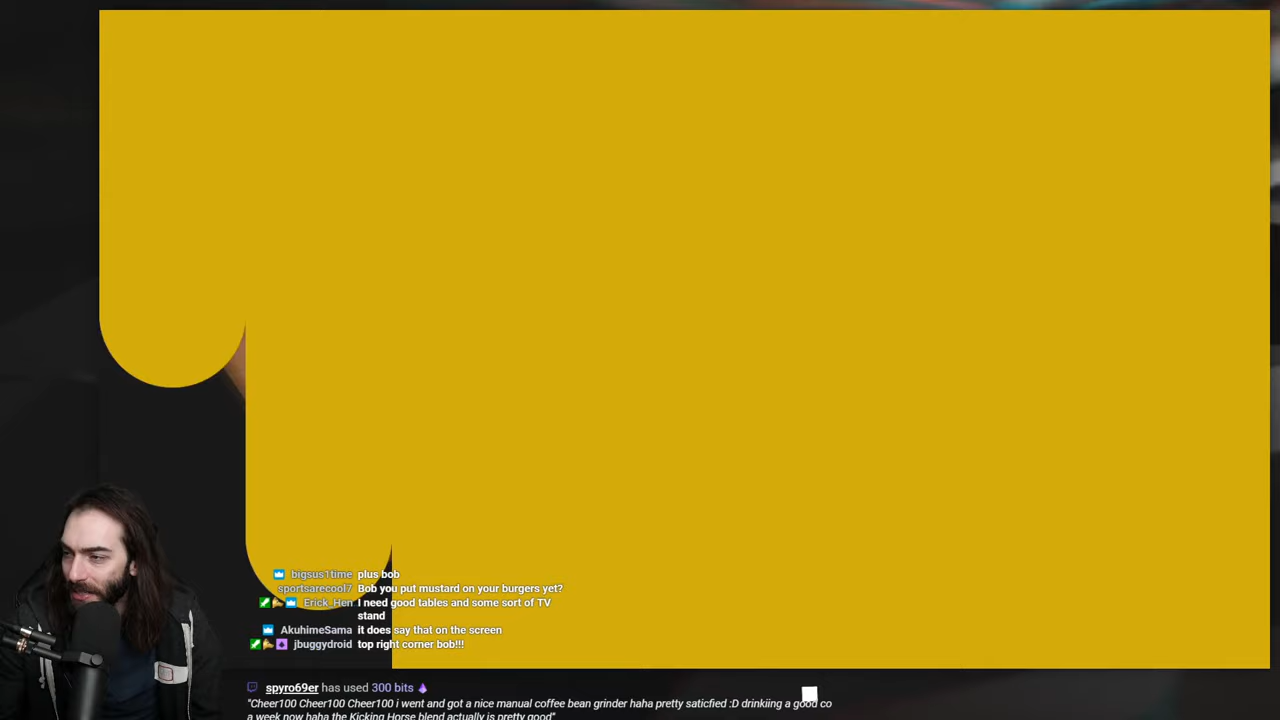 bigsus1time plus bob
sportsarecool7 Bob you put mustard on your burgers yet?
Erick_Hen I need good tables and some sort of TV
stand
AkuhimeSama it does say that on the screen
jbuggydroid top right corner bob!!!
spyro69er has used 300 bits
"Cheer100 Cheer100 Cheer100 i went and got a nice manual coffee bean grinder haha pretty saticfied :D drinkiing a good co
a week now haha the Kicking Horse blend actually is pretty good"